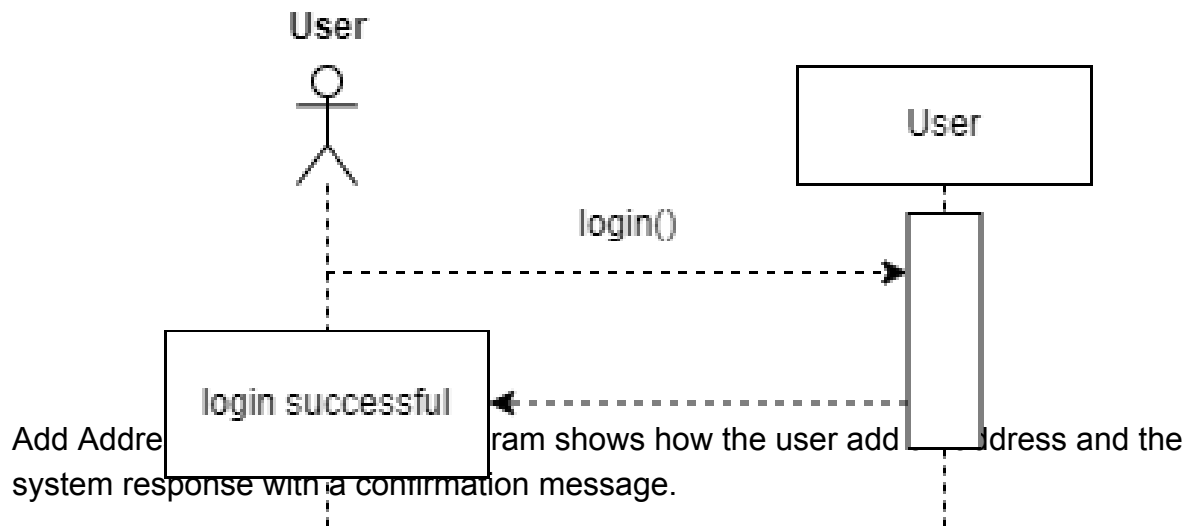 User
User
login()
login successful
Add Addre ram shows how the user add dress and the
system response with a confirmation message.